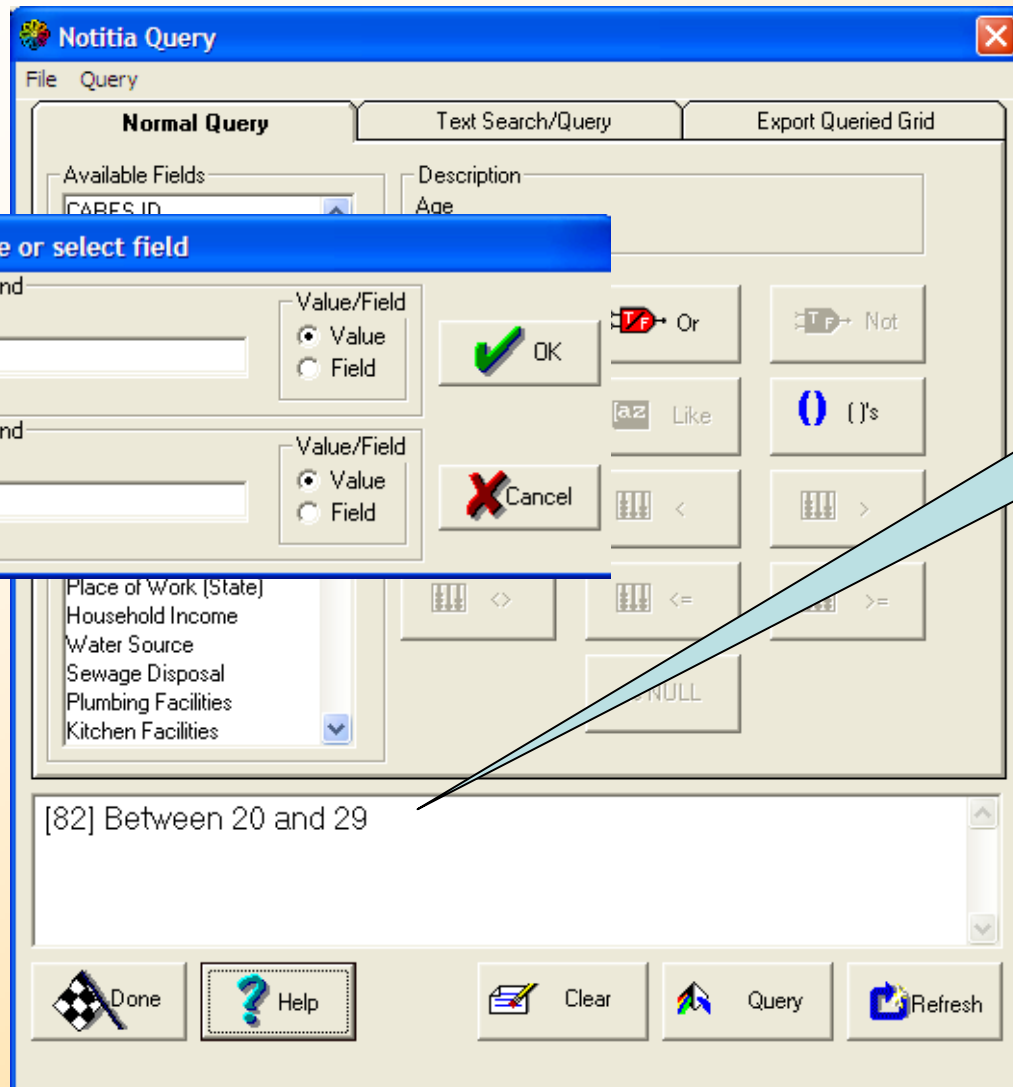 Notitia Query
File Query
Normal Query
Text Search/Query
Export Queried Grid
Available Fields
CARES ID
Description
Age
e or select field
nd
Value/Field
Value
Field
OK
nd
Value/Field
Value
Field
Cancel
Or
Not
Like
( )'s
<
>
<>
<=
>=
NULL
Place of Work (State)
Household Income
Water Source
Sewage Disposal
Plumbing Facilities
Kitchen Facilities
[82] Between 20 and 29
Done
Help
Clear
Query
Refresh